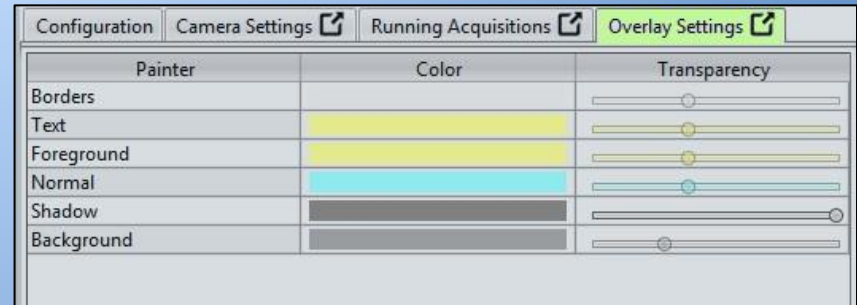 Configuration Camera Settings Running Acquisitions Overlay Settings
Painter Color Transparency
Borders
Text
Foreground
Normal
Shadow
Background